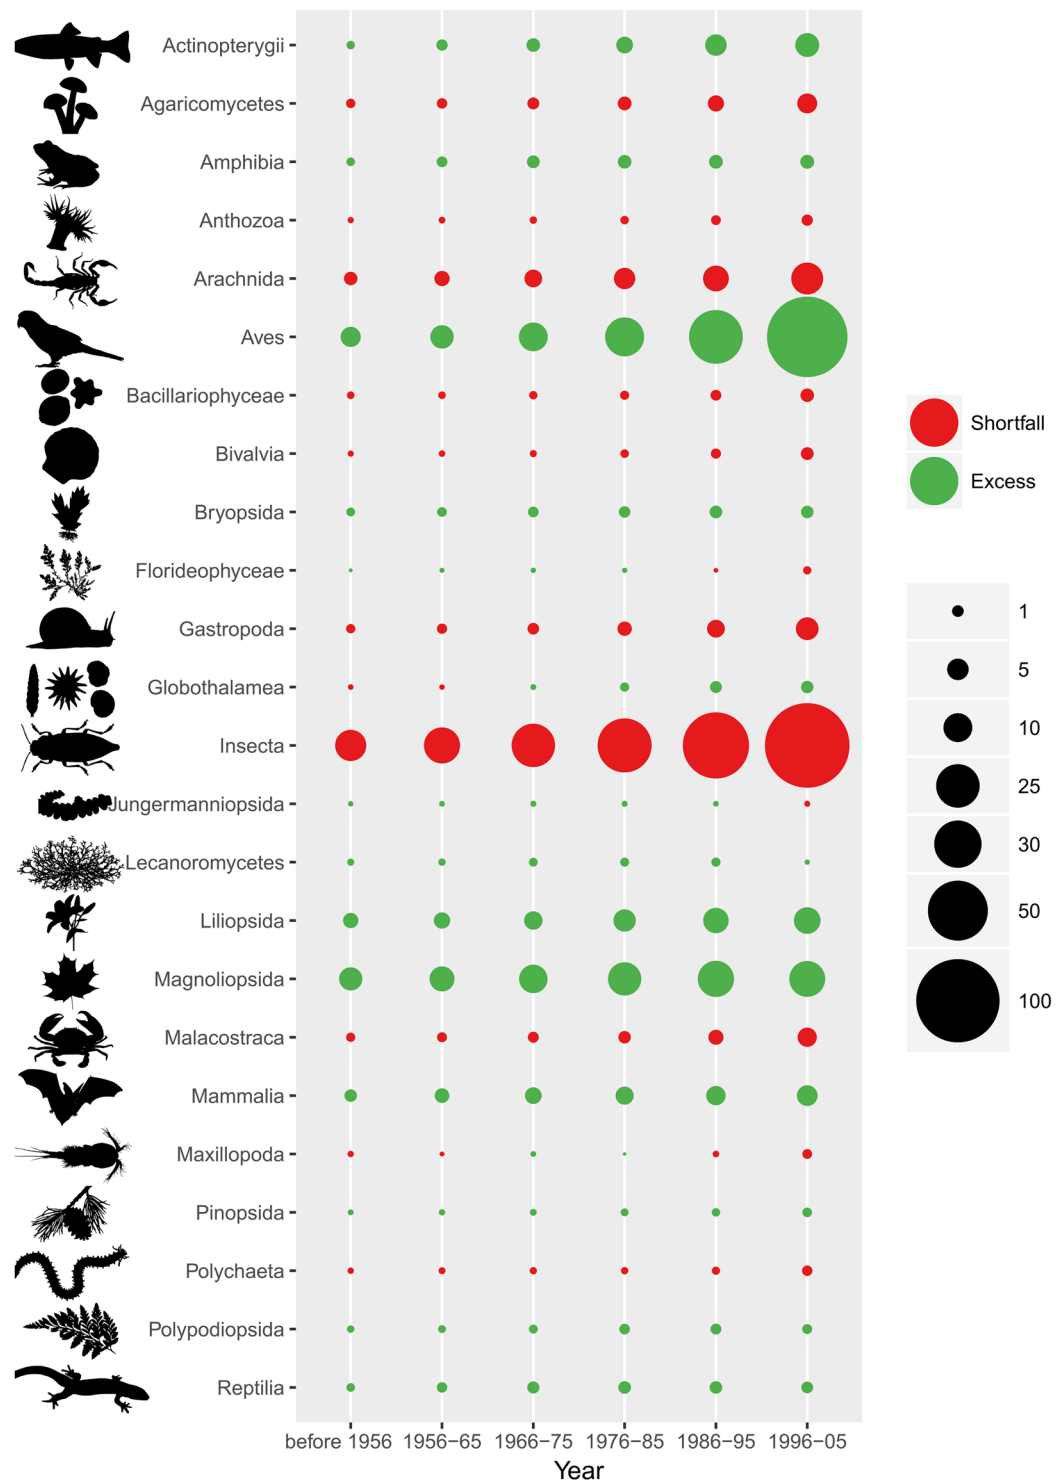 Actinopterygii
Agaricomycetes
Amphibia
Anthozoa
Arachnida
Aves
Bacillariophyceae
Bivalvia
Bryopsida
Florideophyceae
Gastropoda
Globothalamea
Insecta
Jungermanniopsida
Lecanoromycetes
Liliopsida
Magnoliopsida
Malacostraca
Mammalia
Maxillopoda
Pinopsida
Polychaeta
Polypodiopsida
Reptilia
before 1956 1956−65 1966−75 1976−85 1986−95 1996−05
Year
Shortfall
Excess
1
5
10
25
30
50
100